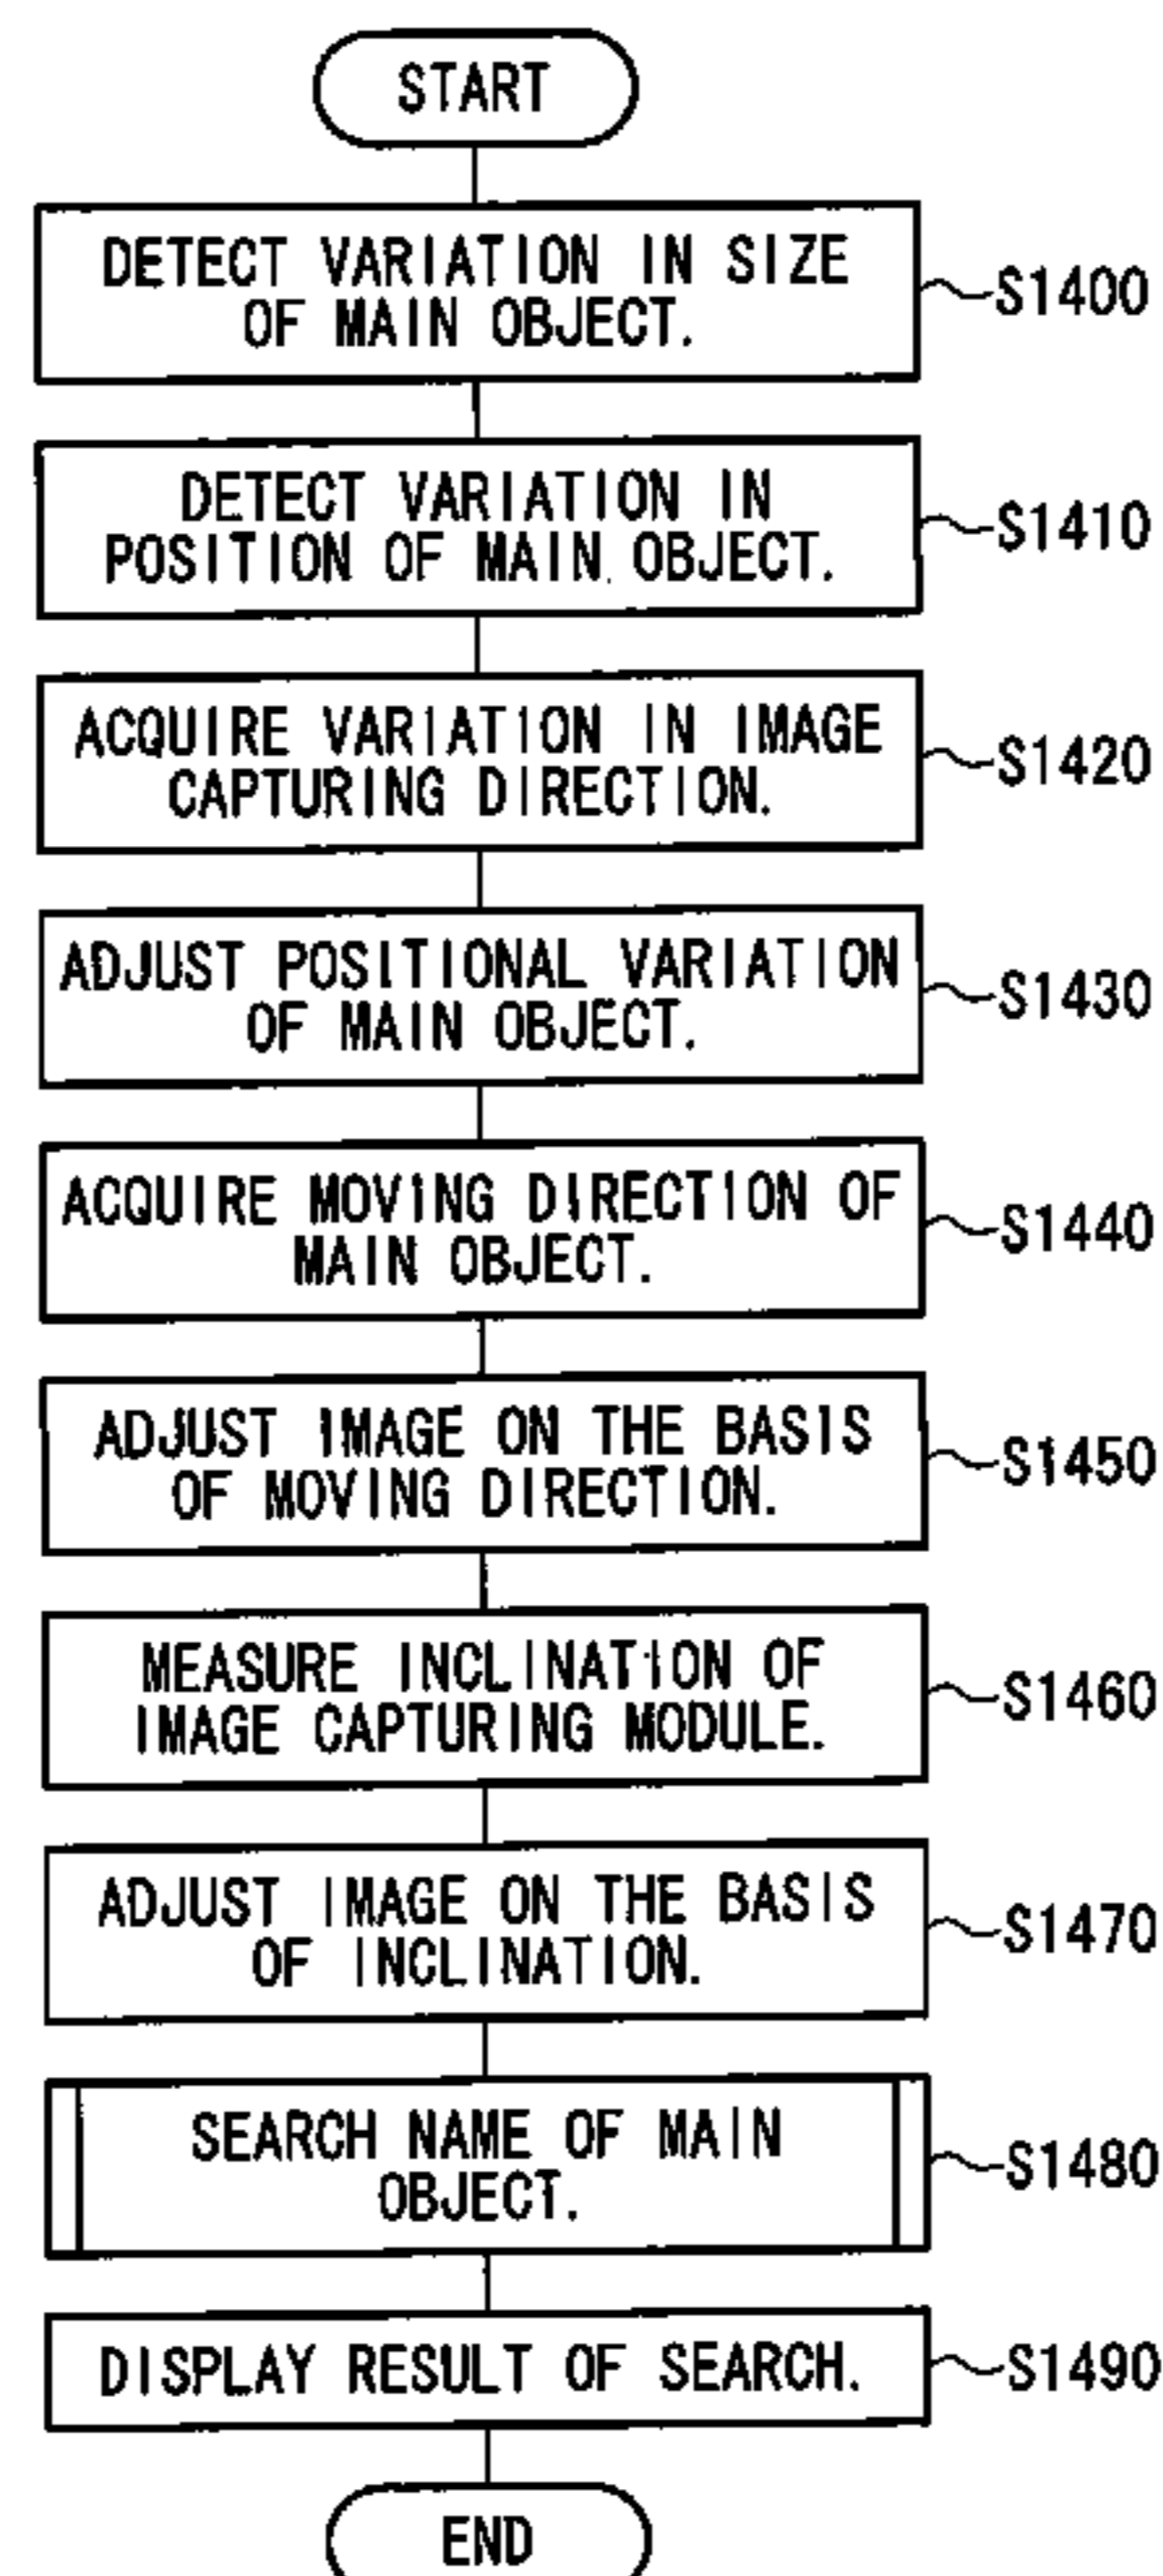 START
DETECT VARIATION IN SIZE
OF MAIN OBJECT.
S1400
DETECT VARIATION IN
POSITION OF MAIN OBJECT.
S1410
ACQUIRE VARIATION IN IMAGE
CAPTURING DIRECTION.
S1420
ADJUST POSITIONAL VARIATION
OF MAIN OBJECT.
S1430
ACQUIRE MOVING DIRECTION OF
MAIN OBJECT.
S1440
ADJUST IMAGE ON THE BASIS
OF MOVING DIRECTION.
S1450
MEASURE INCLINATION OF
IMAGE CAPTURING MODULE.
S1460
ADJUST IMAGE ON THE BASIS
OF INCLINATION.
S1470
SEARCH NAME OF MAIN
OBJECT.
S1480
DISPLAY RESULT OF SEARCH.
S1490
END